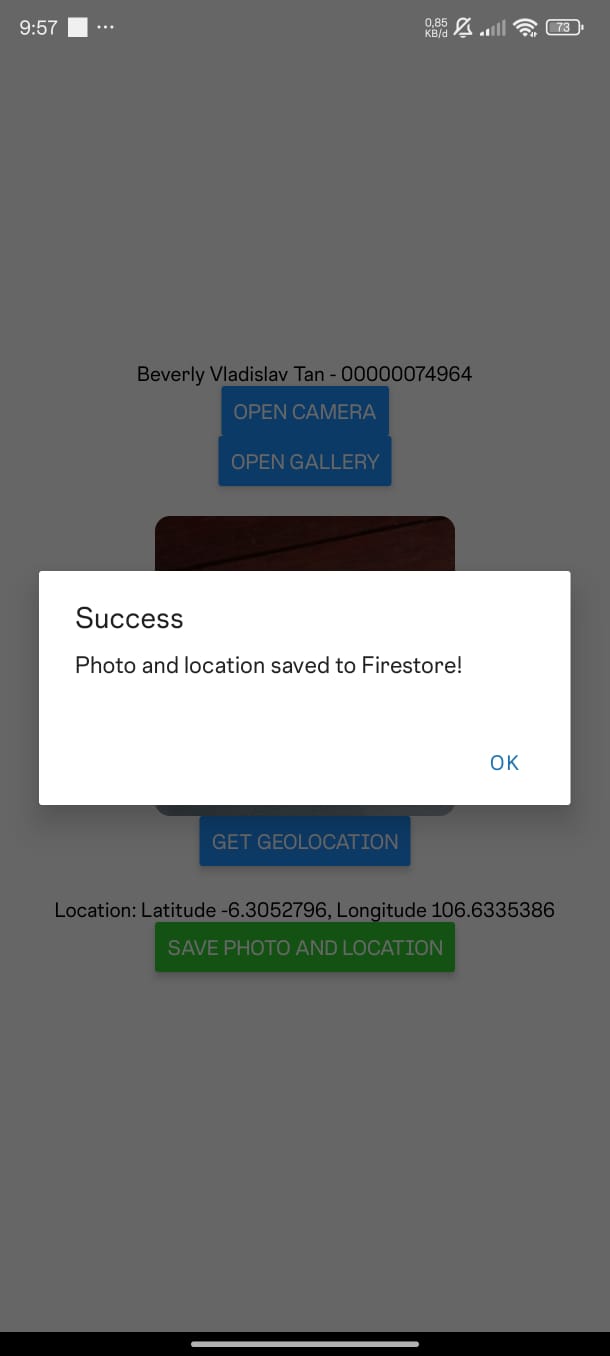 9:57
0,85
KB/d
73
Beverly Vladislav Tan - 00000074964
OPEN CAMERA
OPEN GALLERY
Success
Photo and location saved to Firestore!
OK
GET GEOLOCATION
Location: Latitude -6.3052796, Longitude 106.6335386
SAVE PHOTO AND LOCATION